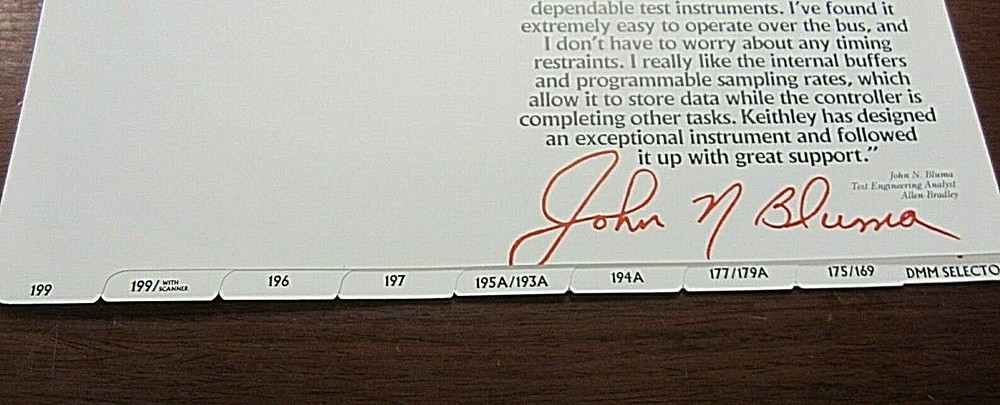 dependable test instruments. I've found it
extremely easy to operate over the bus, and
I don't have to worry about any timing
restraints. I really like the internal buffers
and programmable sampling rates, which
allow it to store data while the controller is
completing other tasks. Keithley has designed
an exceptional instrument and followed
it up with great support."
John N. Bluma
Test Engineering Analyst
Allen-Bradley
John N Bluma
199
199/WITH SCANNER
196
197
195A/193A
194A
177/179A
175/169
DMM SELECTO